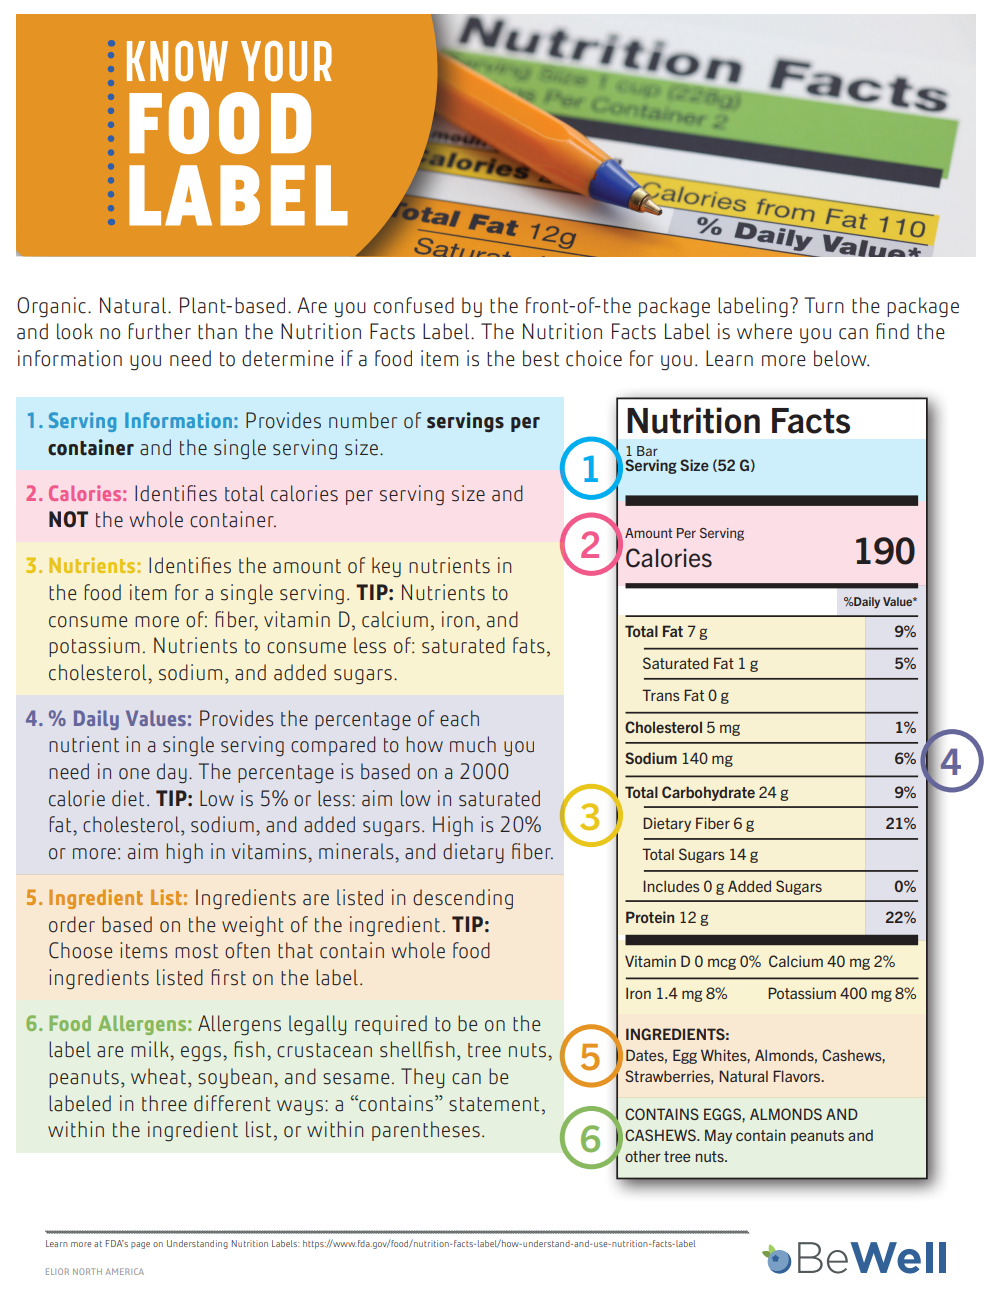 KNOW YOUR
FOOD
LABEL
Nutrition Facts
Serving Size 1 cup (228g)
Per Container 2
Calories
Calories from Fat 110
% Daily Value*
Total Fat 12g
Organic. Natural. Plant-based. Are you confused by the front-of-the package labeling? Turn the package
and look no further than the Nutrition Facts Label. The Nutrition Facts Label is where you can find the
information you need to determine if a food item is the best choice for you. Learn more below.
1. Serving Information: Provides number of servings per
container and the single serving size.
2. Calories: Identifies total calories per serving size and
NOT the whole container.
3. Nutrients: Identifies the amount of key nutrients in
the food item for a single serving. TIP: Nutrients to
consume more of: fiber, vitamin D, calcium, iron, and
potassium. Nutrients to consume less of: saturated fats,
cholesterol, sodium, and added sugars.
4. % Daily Values: Provides the percentage of each
nutrient in a single serving compared to how much you
need in one day. The percentage is based on a 2000
calorie diet. TIP: Low is 5% or less: aim low in saturated
fat, cholesterol, sodium, and added sugars. High is 20%
or more: aim high in vitamins, minerals, and dietary fiber.
5. Ingredient List: Ingredients are listed in descending
order based on the weight of the ingredient. TIP:
Choose items most often that contain whole food
ingredients listed first on the label.
6. Food Allergens: Allergens legally required to be on the
label are milk, eggs, fish, crustacean shellfish, tree nuts,
peanuts, wheat, soybean, and sesame. They can be
labeled in three different ways: a “contains” statement,
within the ingredient list, or within parentheses.
Nutrition Facts
1 Bar
Serving Size (52 G)
1
Amount Per Serving
Calories 190
2
%Daily Value*
Total Fat 7 g 9%
Saturated Fat 1 g 5%
Trans Fat 0 g
Cholesterol 5 mg 1%
Sodium 140 mg 6%
4
Total Carbohydrate 24 g 9%
3
Dietary Fiber 6 g 21%
Total Sugars 14 g
Includes 0 g Added Sugars 0%
Protein 12 g 22%
Vitamin D 0 mcg 0% Calcium 40 mg 2%
Iron 1.4 mg 8% Potassium 400 mg 8%
INGREDIENTS:
5
Dates, Egg Whites, Almonds, Cashews,
Strawberries, Natural Flavors.
CONTAINS EGGS, ALMONDS AND
6
CASHEWS. May contain peanuts and
other tree nuts.
Learn more at FDA's page on Understanding Nutrition Labels: https://www.fda.gov/food/nutrition-facts-label/how-understand-and-use-nutrition-facts-label
ELIOR NORTH AMERICA
BeWell